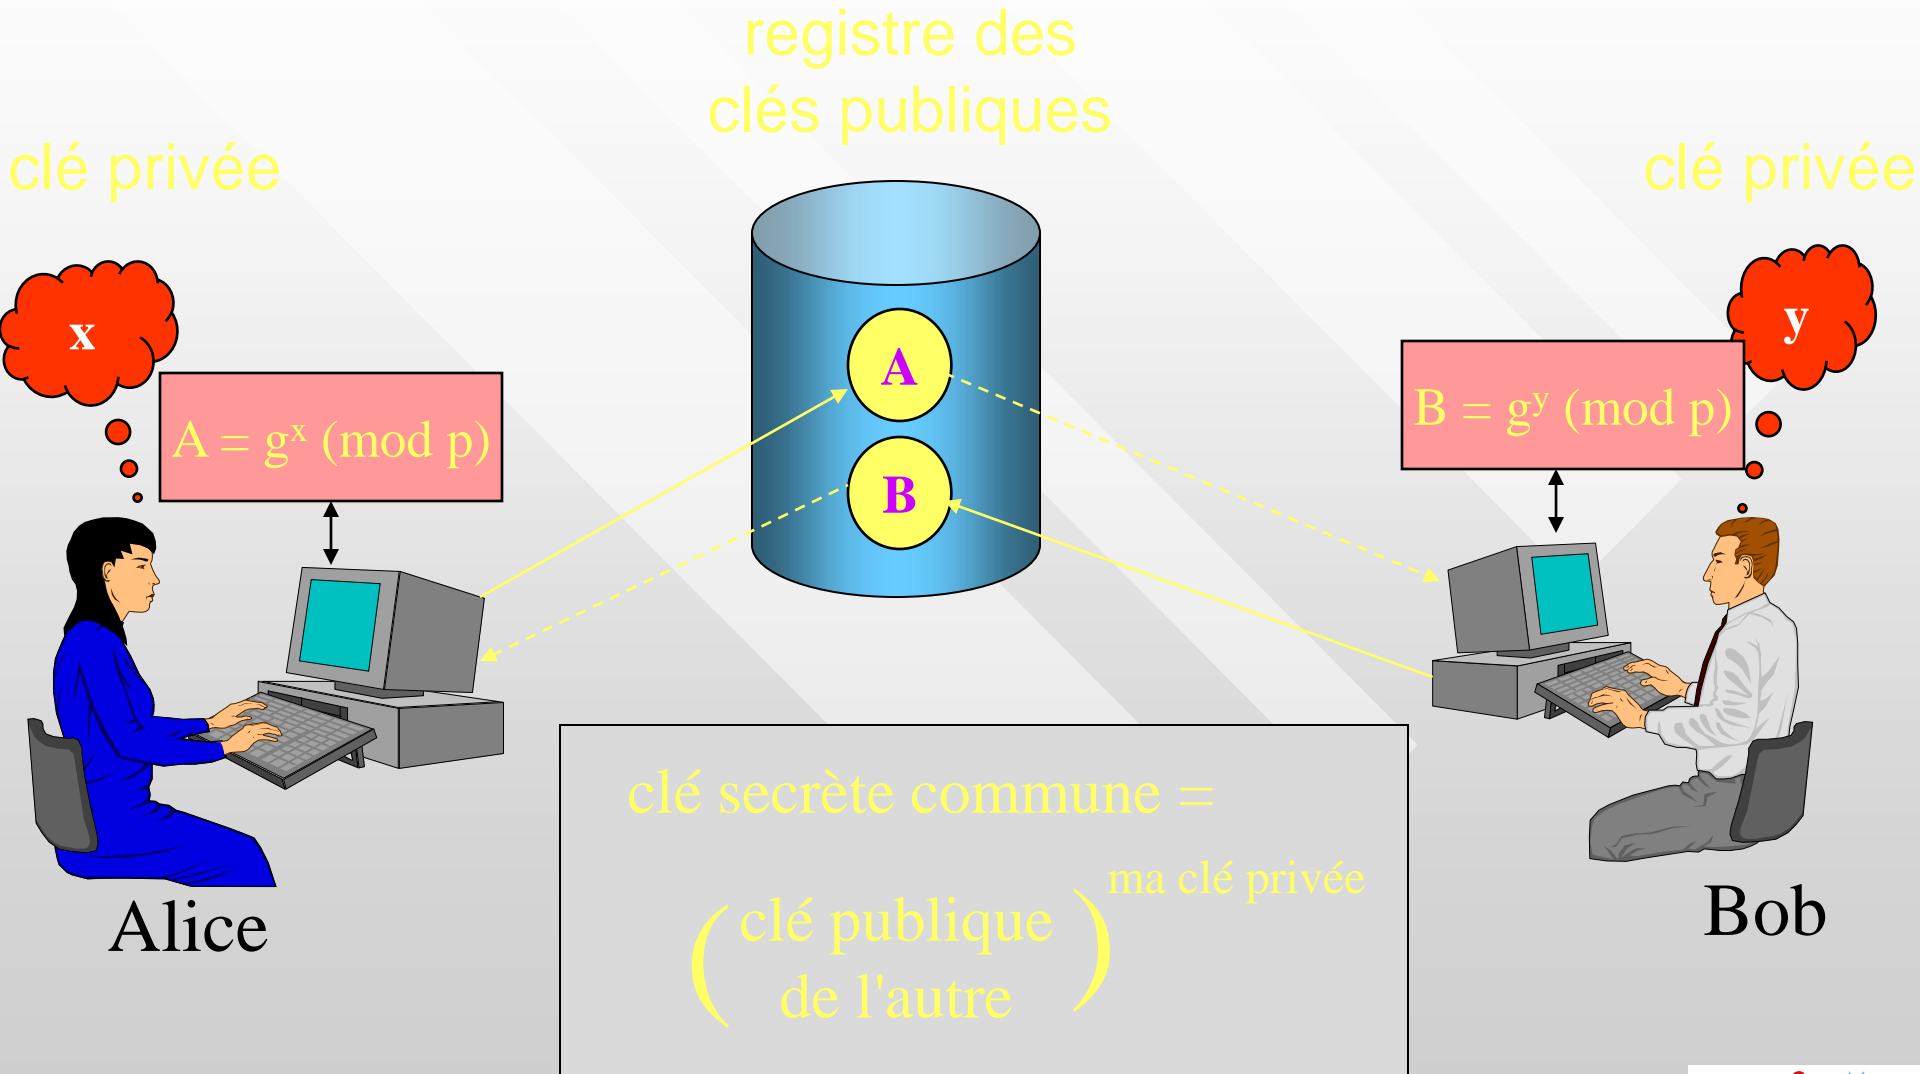 registre des
clés publiques
clé privée
clé privée
x
y
A
B
A = gˣ (mod p)
B = gʸ (mod p)
Alice
Bob
clé secrète commune =
ma clé privée
( clé publique )
de l'autre